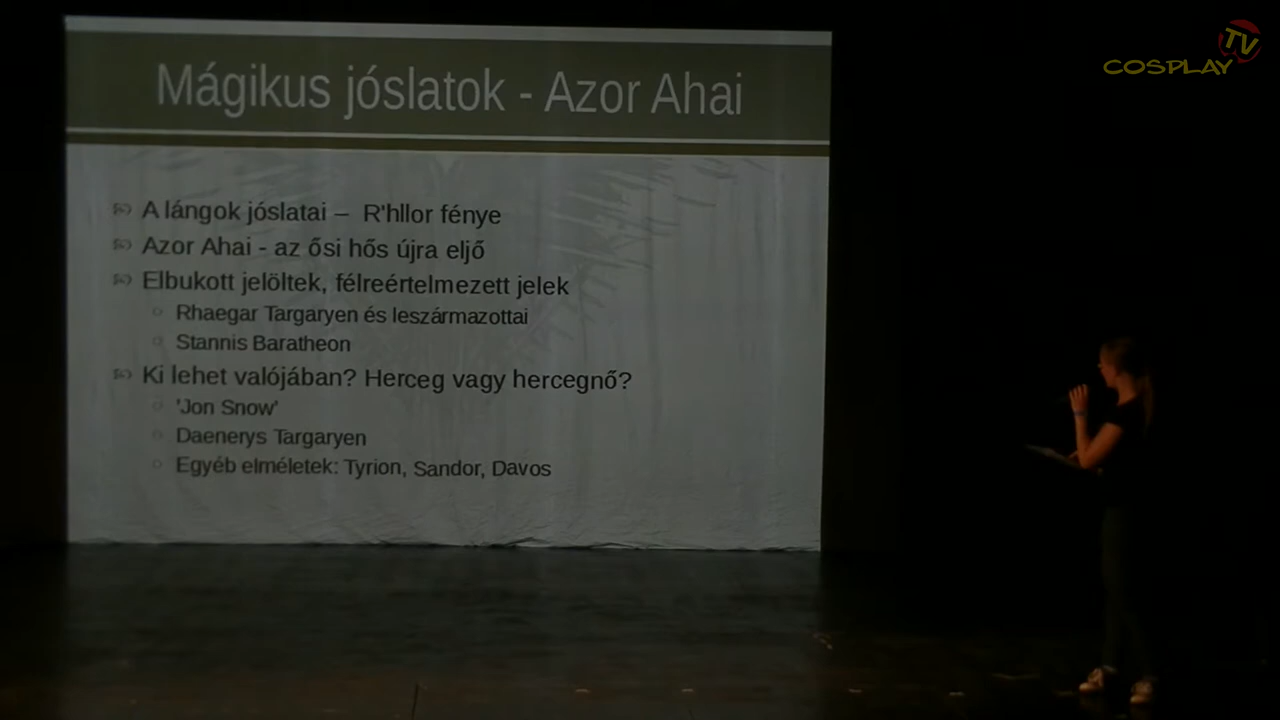 TV
COSPLAY
Mágikus jóslatok - Azor Ahai
A lángok jóslatai – R'hllor fénye
Azor Ahai - az ősi hős újra eljő
Elbukott jelöltek, félreértelmezett jelek
Rhaegar Targaryen és leszármazottai
Stannis Baratheon
Ki lehet valójában? Herceg vagy hercegnő?
'Jon Snow'
Daenerys Targaryen
Egyéb elméletek: Tyrion, Sandor, Davos